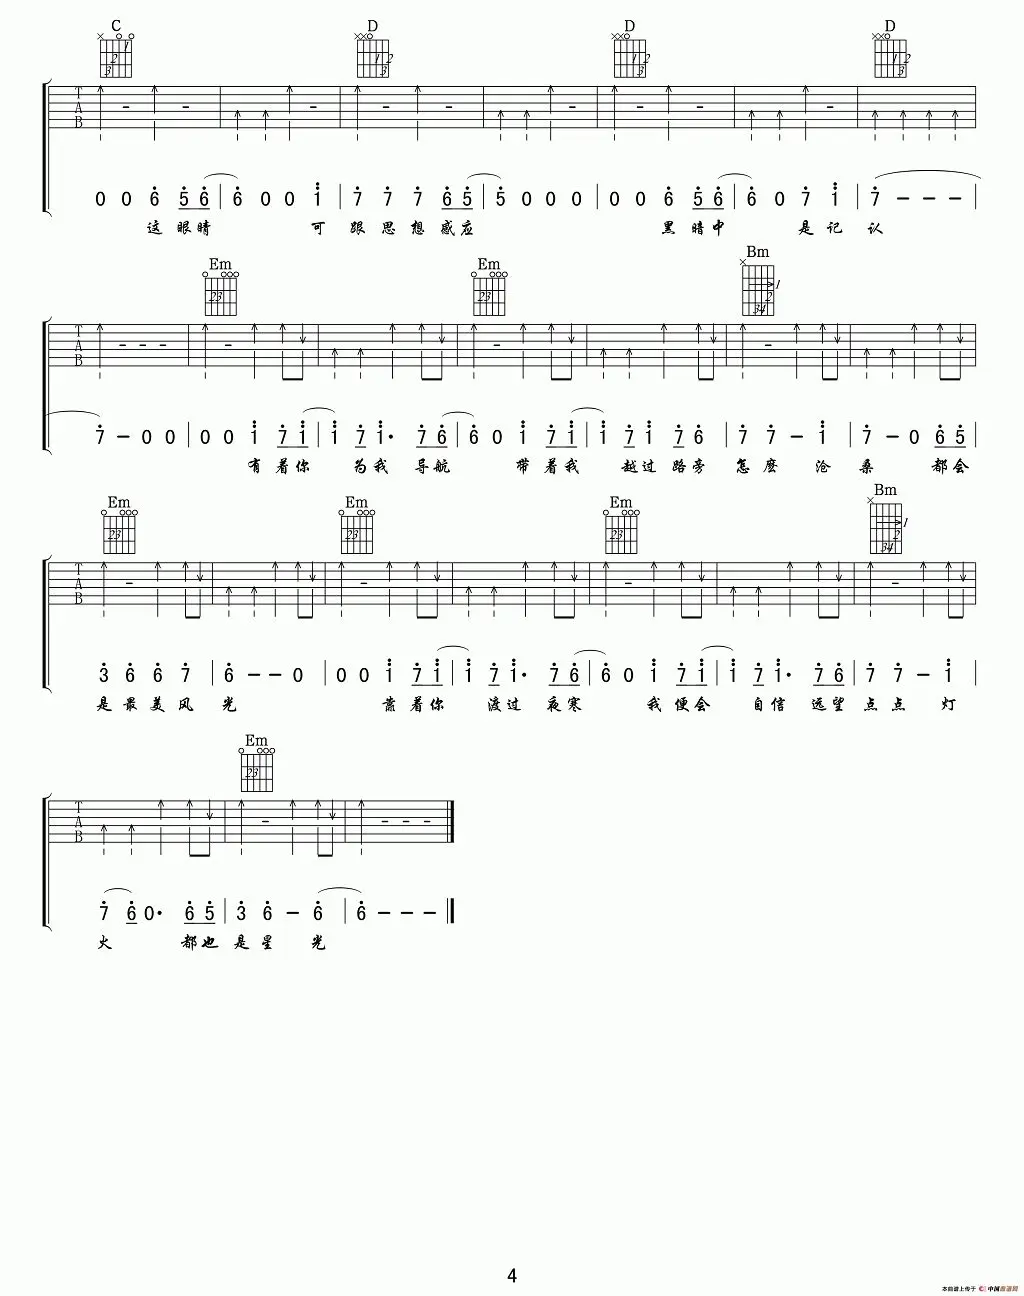 C D D D
T A B
0 0 6 5 6 | 6 0 0 1 | 7 7 7 6 5 | 5 0 0 0 | 0 0 6 5 6 | 6 0 7 1 | 7 - - -
这 眼 睛 可 跟 思 想 感 应 黑 暗 中 是 记 认
Em Em Bm
T A B
7 - 0 0 | 0 0 1 7 1 | 1 7 1· 7 6 | 6 0 1 7 1 | 1 7 1 7 6 | 7 7 - 1 | 7 - 0 6 5
有 着 你 为 我 导 航 带 着 我 越 过 路 旁 怎 麽 沧 桑 都 会
Em Em Em Bm
T A B
3 6 6 7 | 6 - - 0 | 0 0 1 7 1 | 1 7 1· 7 6 | 6 0 1 7 1 | 1 7 1· 7 6 | 7 7 - 1
是 最 美 风 光 靠 着 你 渡 过 夜 寒 我 便 会 自 信 远 望 点 点 灯
Em
T A B
7 6 0· 6 5 | 3 6 - 6 | 6 - - -
火 都 也 是 星 光
4
本曲谱上传于 中国曲谱网